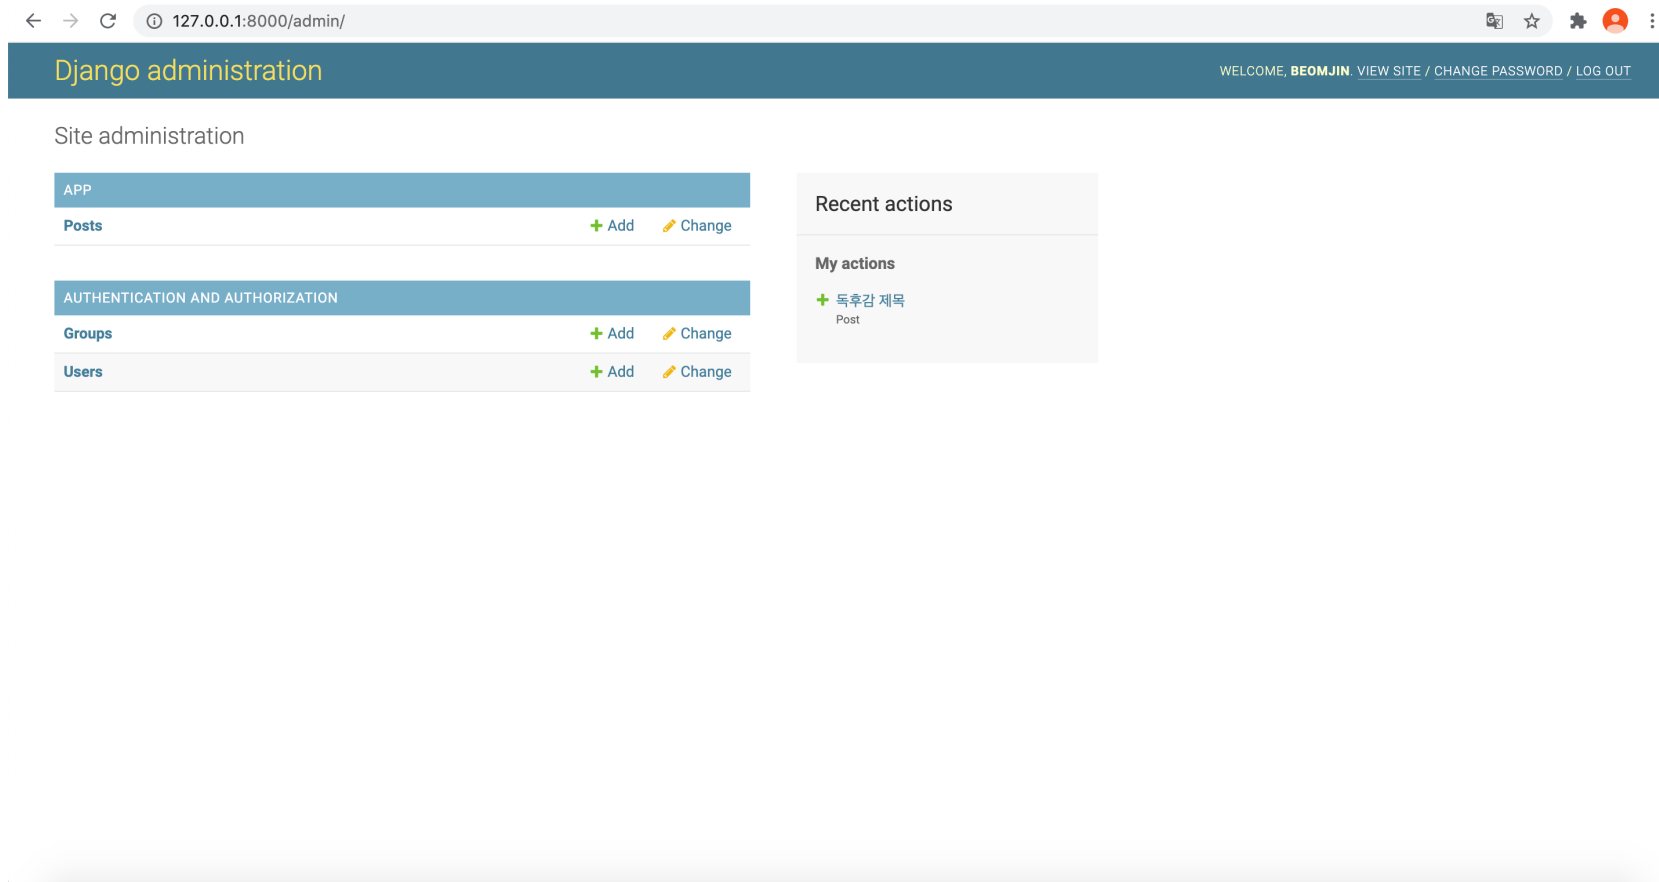 127.0.0.1:8000/admin/
Django administration
WELCOME, BEOMJIN. VIEW SITE / CHANGE PASSWORD / LOG OUT
Site administration
APP
Posts Add Change
AUTHENTICATION AND AUTHORIZATION
Groups Add Change
Users Add Change
Recent actions
My actions
독후감 제목
Post